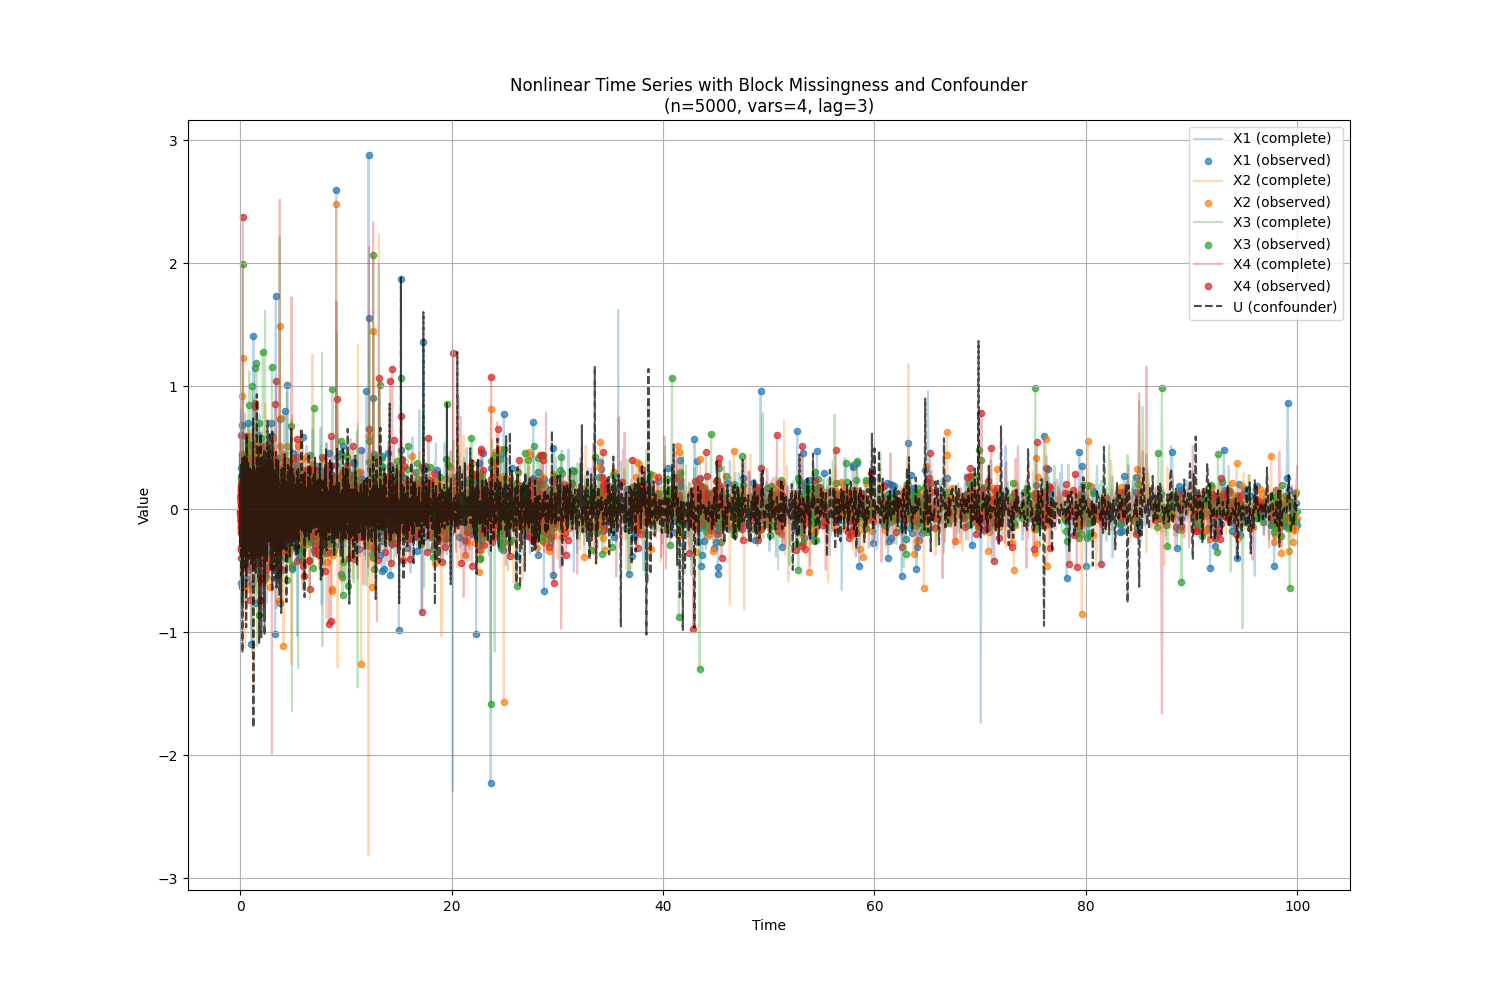 Nonlinear Time Series with Block Missingness and Confounder
(n=5000, vars=4, lag=3)
X1 (complete)
X1 (observed)
X2 (complete)
X2 (observed)
X3 (complete)
X3 (observed)
X4 (complete)
X4 (observed)
U (confounder)
Value
3
2
1
0
−1
−2
−3
0 20 40 60 80 100
Time